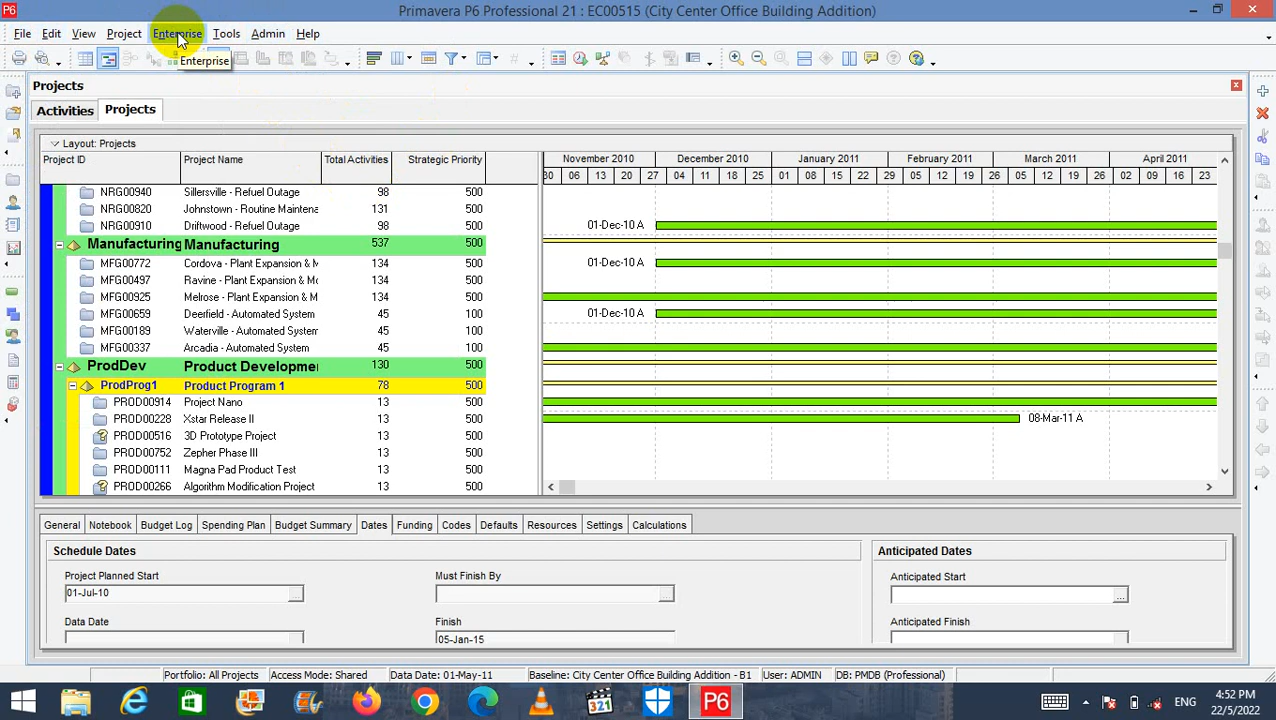 P6
Primavera P6 Professional 21 : EC00515 (City Center Office Building Addition)
File Edit View Project Enterprise Tools Admin Help
Enterprise
Projects
Activities Projects
Layout: Projects
Project ID Project Name Total Activities Strategic Priority
November 2010 December 2010 January 2011 February 2011 March 2011 April 2011
30 06 13 20 27 04 11 18 25 01 08 15 22 29 05 12 19 26 05 12 19 26 02 09 16 23
NRG00940 Sillersville - Refuel Outage 98 500
NRG00820 Johnstown - Routine Maintena 131 500
NRG00910 Driftwood - Refuel Outage 98 500 01-Dec-10 A
Manufacturing Manufacturing 537 500
MFG00772 Cordova - Plant Expansion & M 134 500 01-Dec-10 A
MFG00497 Ravine - Plant Expansion & M 134 500
MFG00925 Melrose - Plant Expansion & M 134 500
MFG00659 Deerfield - Automated System 45 100 01-Dec-10 A
MFG00189 Waterville - Automated System 45 100
MFG00337 Arcadia - Automated System 45 100
ProdDev Product Developme 130 500
ProdProg1 Product Program 1 78 500
PROD00914 Project Nano 13 500
PROD00228 Xstar Release II 13 500 08-Mar-11 A
PROD00516 3D Prototype Project 13 500
PROD00752 Zepher Phase III 13 500
PROD00111 Magna Pad Product Test 13 500
PROD00266 Algorithm Modification Project 13 500
General Notebook Budget Log Spending Plan Budget Summary Dates Funding Codes Defaults Resources Settings Calculations
Schedule Dates Anticipated Dates
Project Planned Start Must Finish By Anticipated Start
01-Jul-10
Data Date Finish Anticipated Finish
05-Jan-15
Portfolio: All Projects Access Mode: Shared Data Date: 01-May-11 Baseline: City Center Office Building Addition - B1 User: ADMIN DB: PMDB (Professional)
321 P6 ENG 4:52 PM
22/5/2022